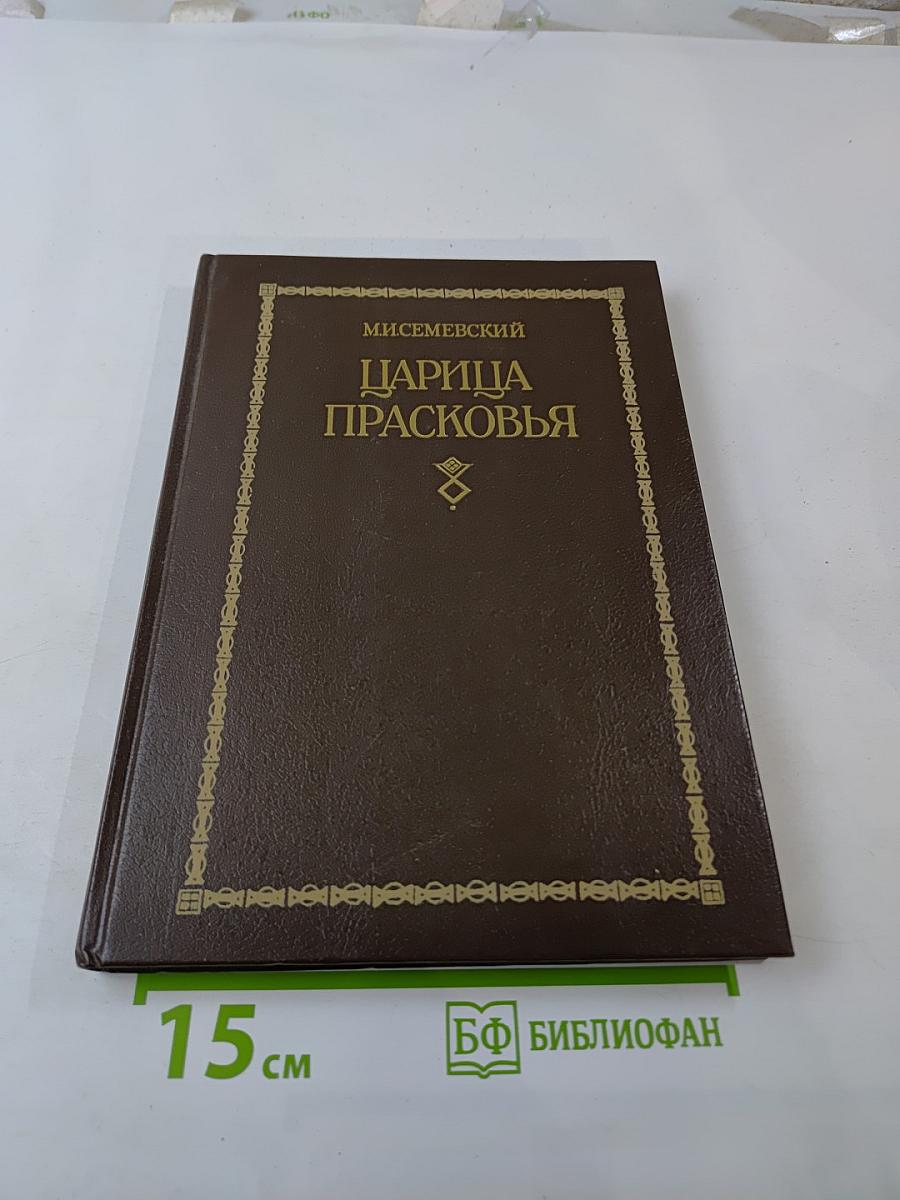 М.И.СЕМЕВСКИЙ
ЦАРИЦА
ПРАСКОВЬЯ
15 см
БФ БИБЛИОФАН